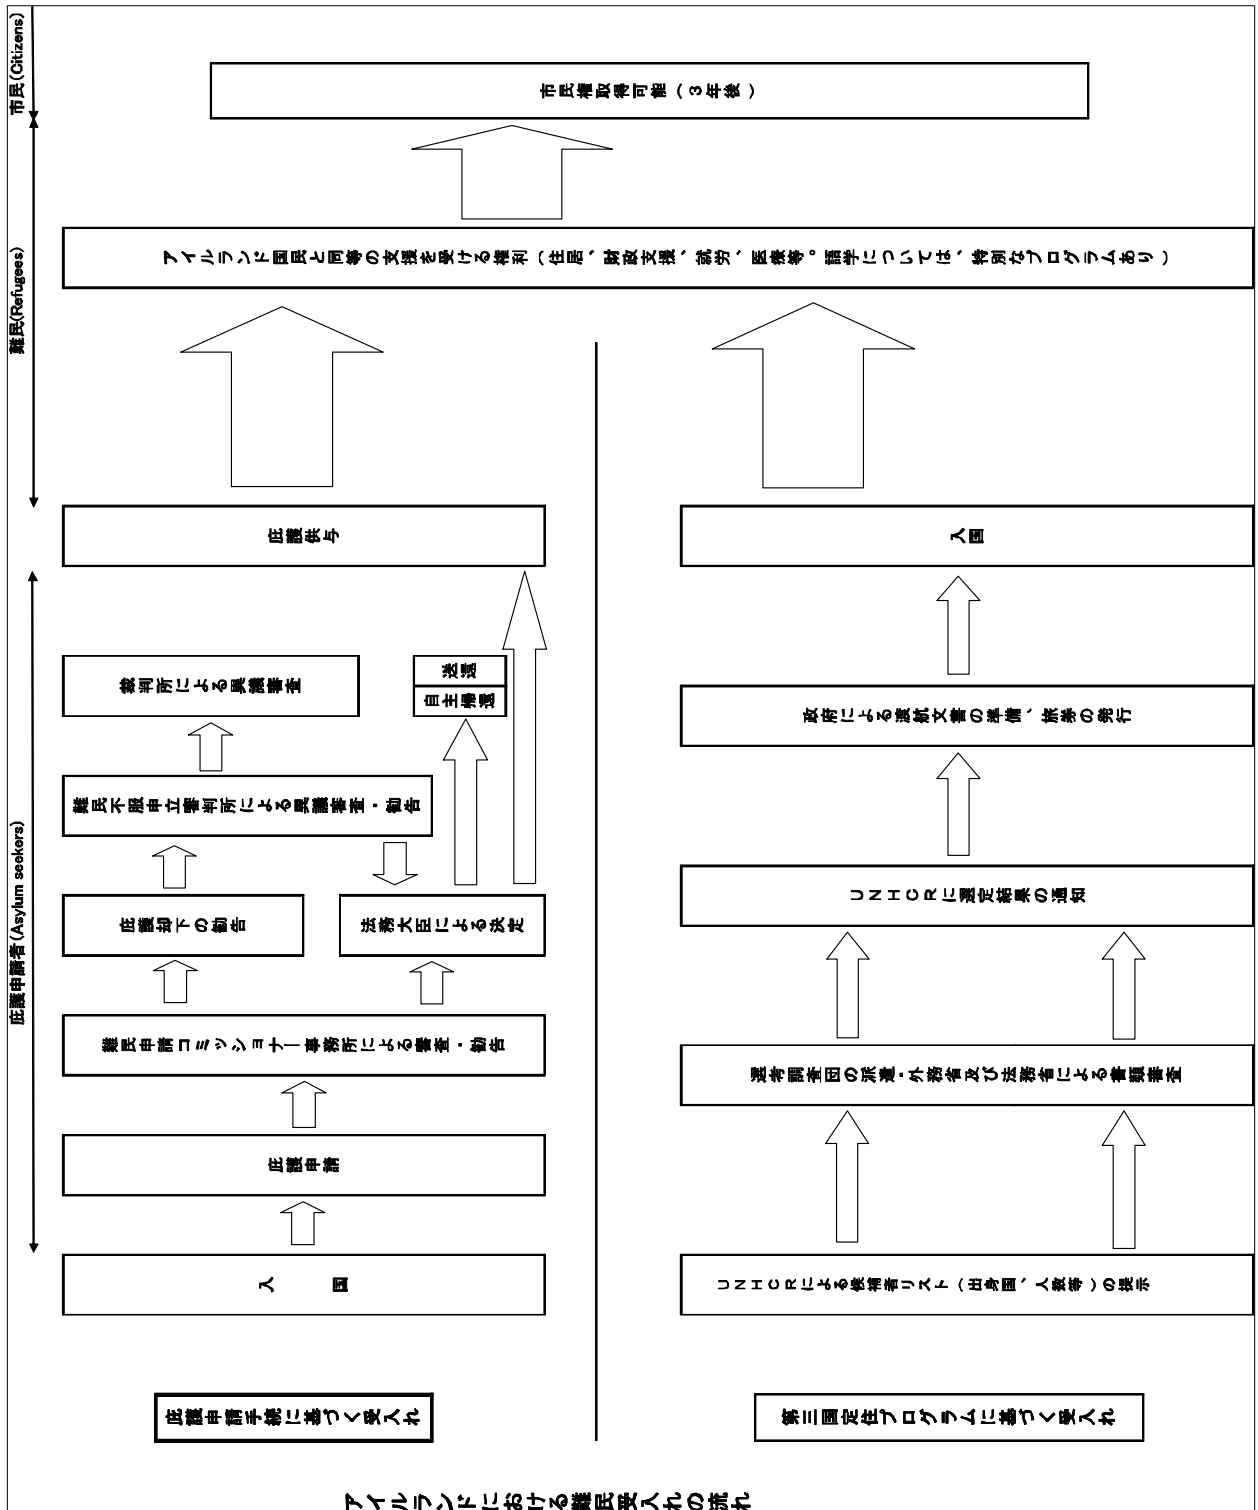 アイルランドにおける難民受入れの流れ
庇護申請手続に基づく受入れ
入　　　国
庇護申請
難民申請コミッショナー事務所による審査・勧告
庇護却下の勧告
法務大臣による決定
難民不服申立審判所による異議審査・勧告
裁判所による異議審査
自主帰還
送還
庇護供与
第三国定住プログラムに基づく受入れ
UNHCRによる候補者リスト（出身国、人数等）の提示
選考調査団の派遣・外務省及び法務省による書類審査
UNHCRに選定結果の通知
政府による渡航文書の準備、旅券の発行
入国
アイルランド国民と同等の支援を受ける権利（住居、財政支援、就労、医療等。語学については、特別なプログラムあり）
市民権取得可能（３年後）
庇護申請者(Asylum seekers)
難民(Refugees)
市民(Citizens)